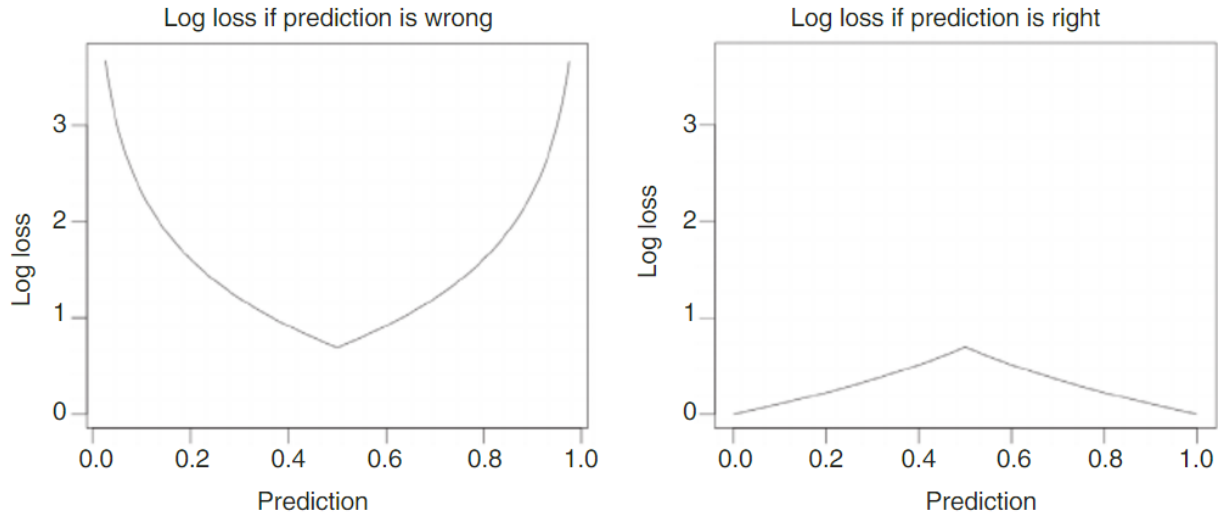 Log loss if prediction is wrong
Log loss
3
2
1
0
0.0 0.2 0.4 0.6 0.8 1.0
Prediction
Log loss if prediction is right
Log loss
3
2
1
0
0.0 0.2 0.4 0.6 0.8 1.0
Prediction